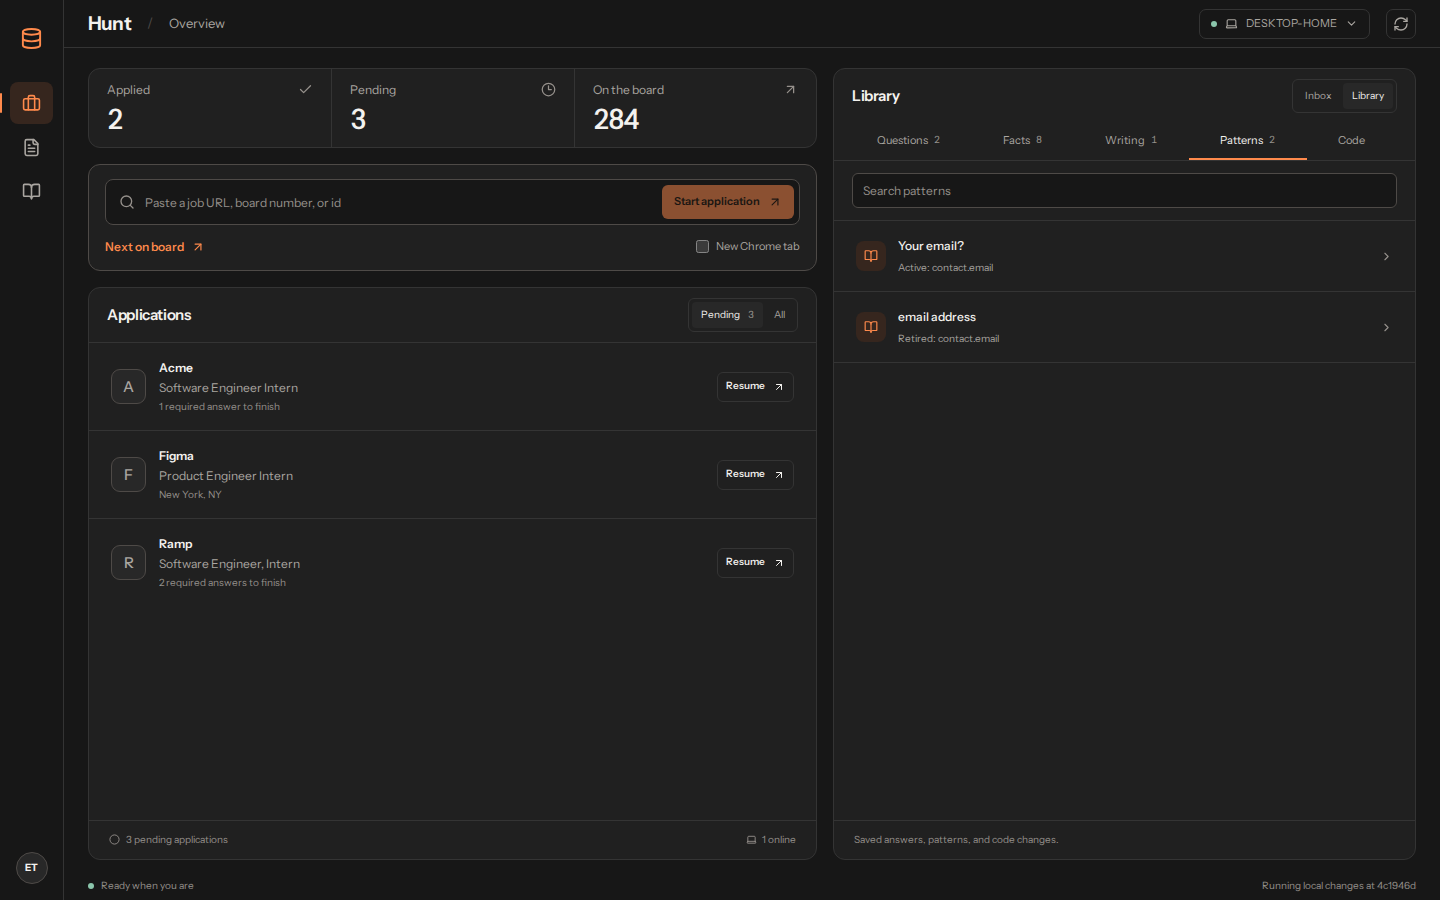 Hunt / Overview
DESKTOP-HOME
Applied
2
Pending
3
On the board
284
Paste a job URL, board number, or id
Start application
Next on board
New Chrome tab
Applications
Pending 3 All
Acme
Software Engineer Intern
1 required answer to finish
Resume
Figma
Product Engineer Intern
New York, NY
Resume
Ramp
Software Engineer, Intern
2 required answers to finish
Resume
3 pending applications
1 online
Library
Inbox Library
Questions 2 Facts 8 Writing 1 Patterns 2 Code
Search patterns
Your email?
Active: contact.email
email address
Retired: contact.email
Saved answers, patterns, and code changes.
ET
Ready when you are
Running local changes at 4c1946d